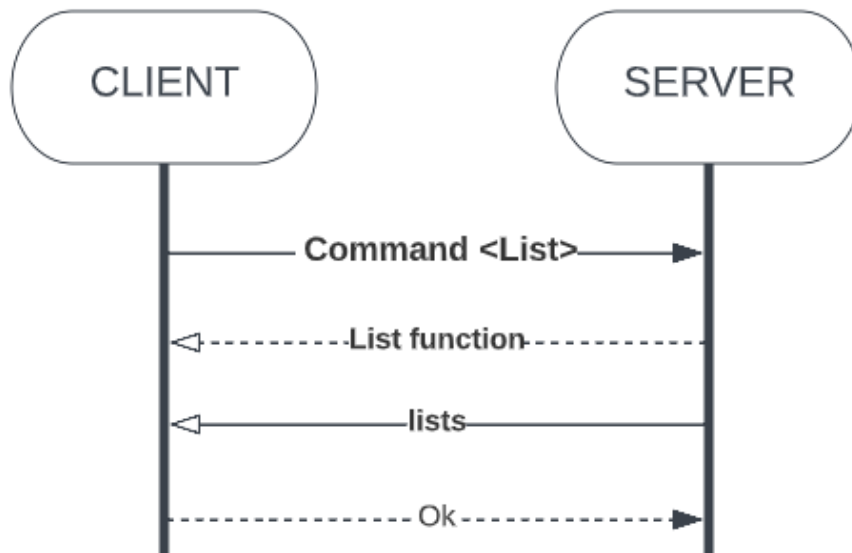 CLIENT
SERVER
Command <List>
List function
lists
Ok